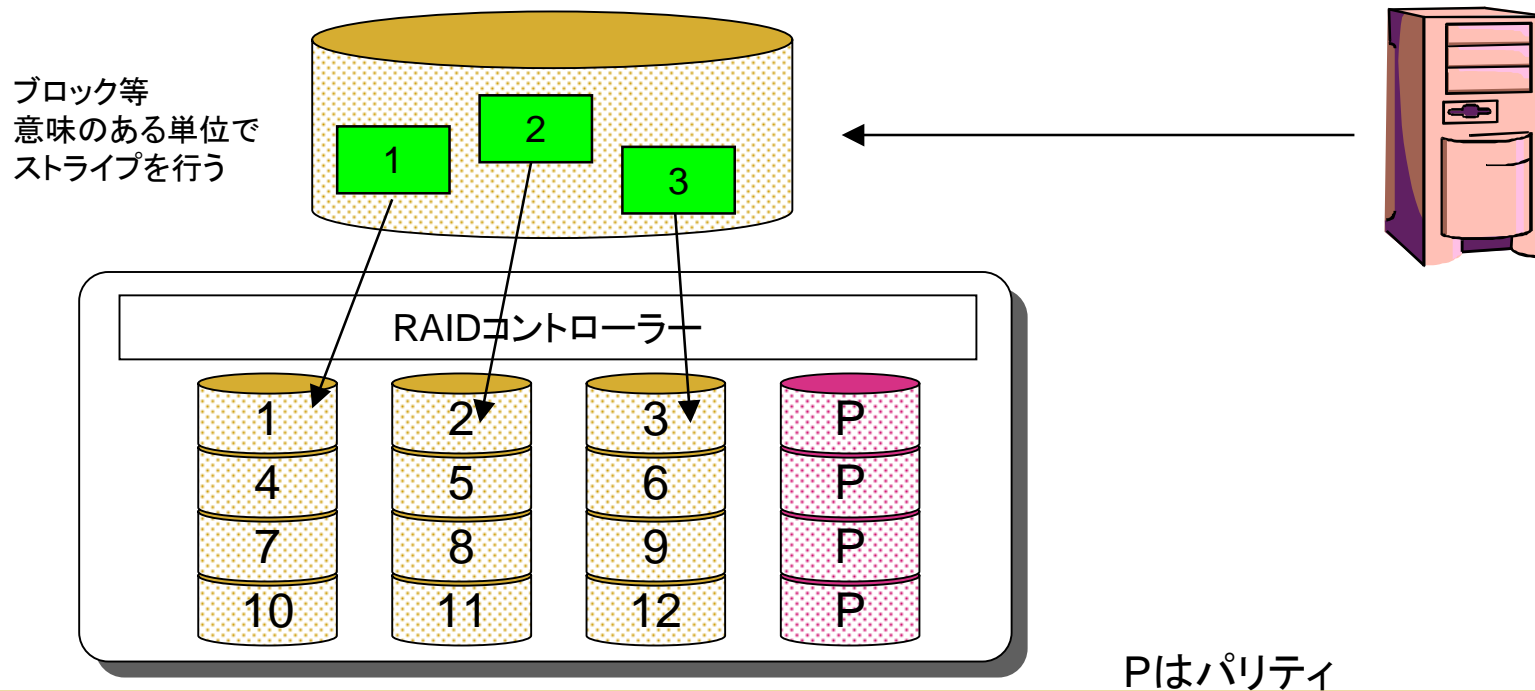 ブロック等
意味のある単位で
ストライプを行う
1
2
3
RAIDコントローラー
1 2 3 P
4 5 6 P
7 8 9 P
10 11 12 P
Pはパリティ